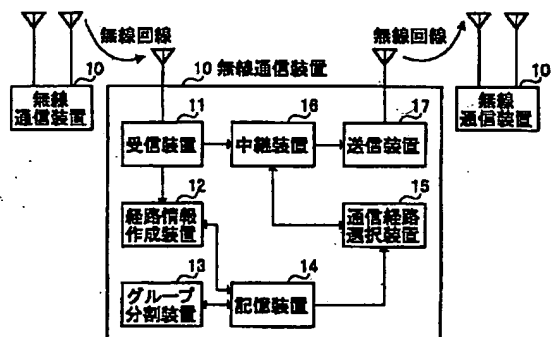 無線回線
無線回線
10
無線
通信装置
10 無線通信装置
10
無線
通信装置
11
受信装置
16
中継装置
17
送信装置
12
経路情報
作成装置
15
通信経路
選択装置
13
グループ
分割装置
14
記憶装置